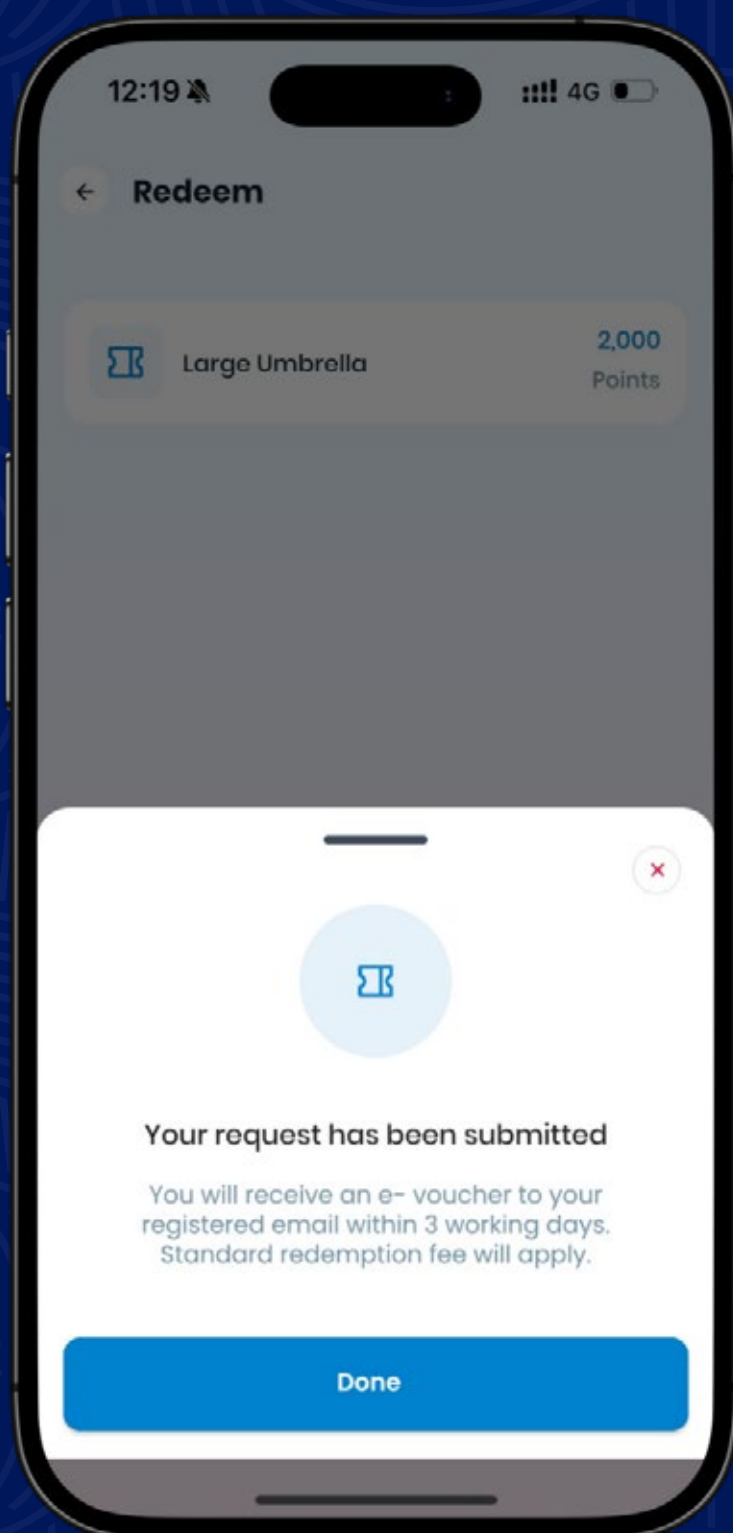 12:19
4G
Redeem
Large Umbrella
2,000
Points
Your request has been submitted
You will receive an e- voucher to your
registered email within 3 working days.
Standard redemption fee will apply.
Done